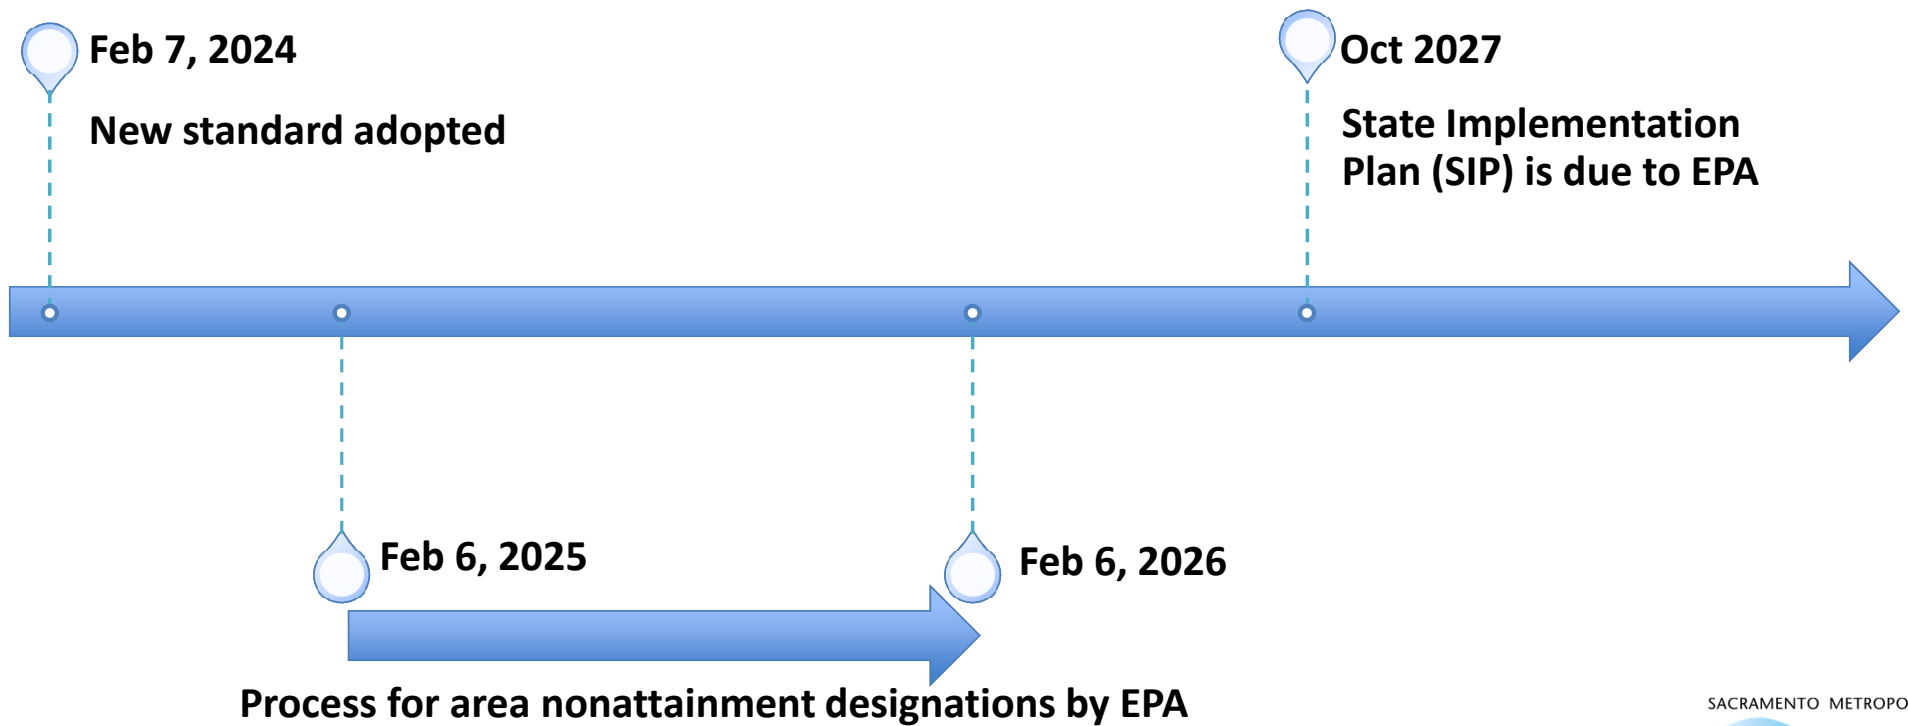 Feb 7, 2024
New standard adopted
Oct 2027
State Implementation
Plan (SIP) is due to EPA
Feb 6, 2025
Feb 6, 2026
Process for area nonattainment designations by EPA
SACRAMENTO METROPO